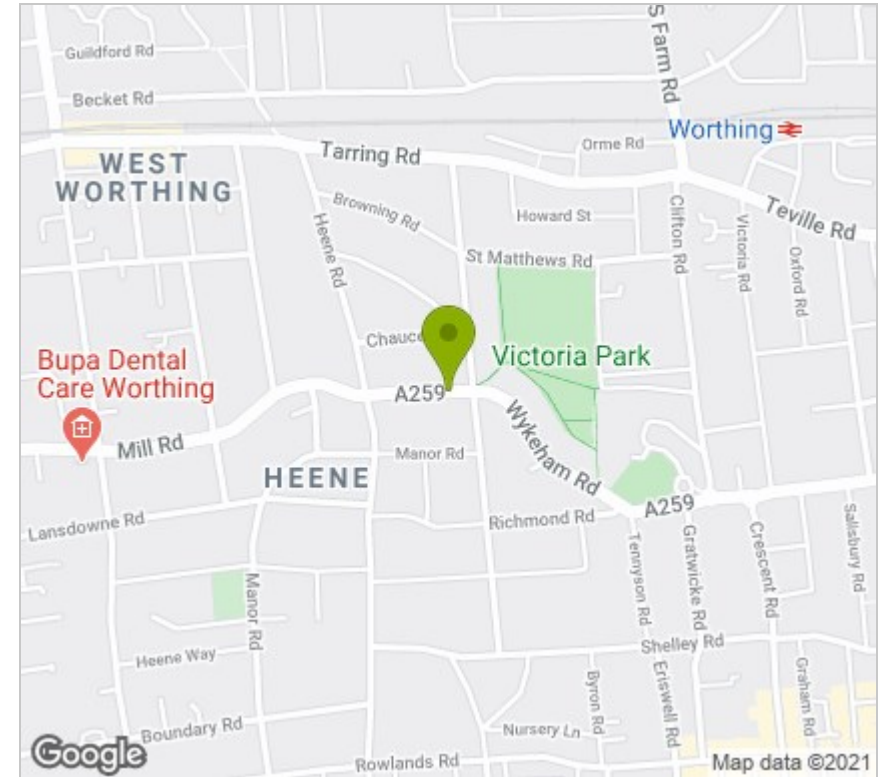 Guildford Rd
S Farm Rd
Becket Rd
Worthing
Orme Rd
Tarring Rd
WEST
WORTHING
Browning Rd
Howard St
Clifton Rd
Victoria Rd
Teville Rd
Heene Rd
St Matthews Rd
Oxford Rd
Chauce
Victoria Park
Bupa Dental
Care Worthing
A259
Wykeham Rd
Mill Rd
Manor Rd
HEENE
A259
Lansdowne Rd
Richmond Rd
Salisbury Rd
Tennyson Rd
Gratwicke Rd
Crescent Rd
Manor Rd
Shelley Rd
Heene Way
Byron Rd
Eriswell Rd
Graham Rd
Boundary Rd
Nursery Ln
Google
Rowlands Rd
Map data ©2021